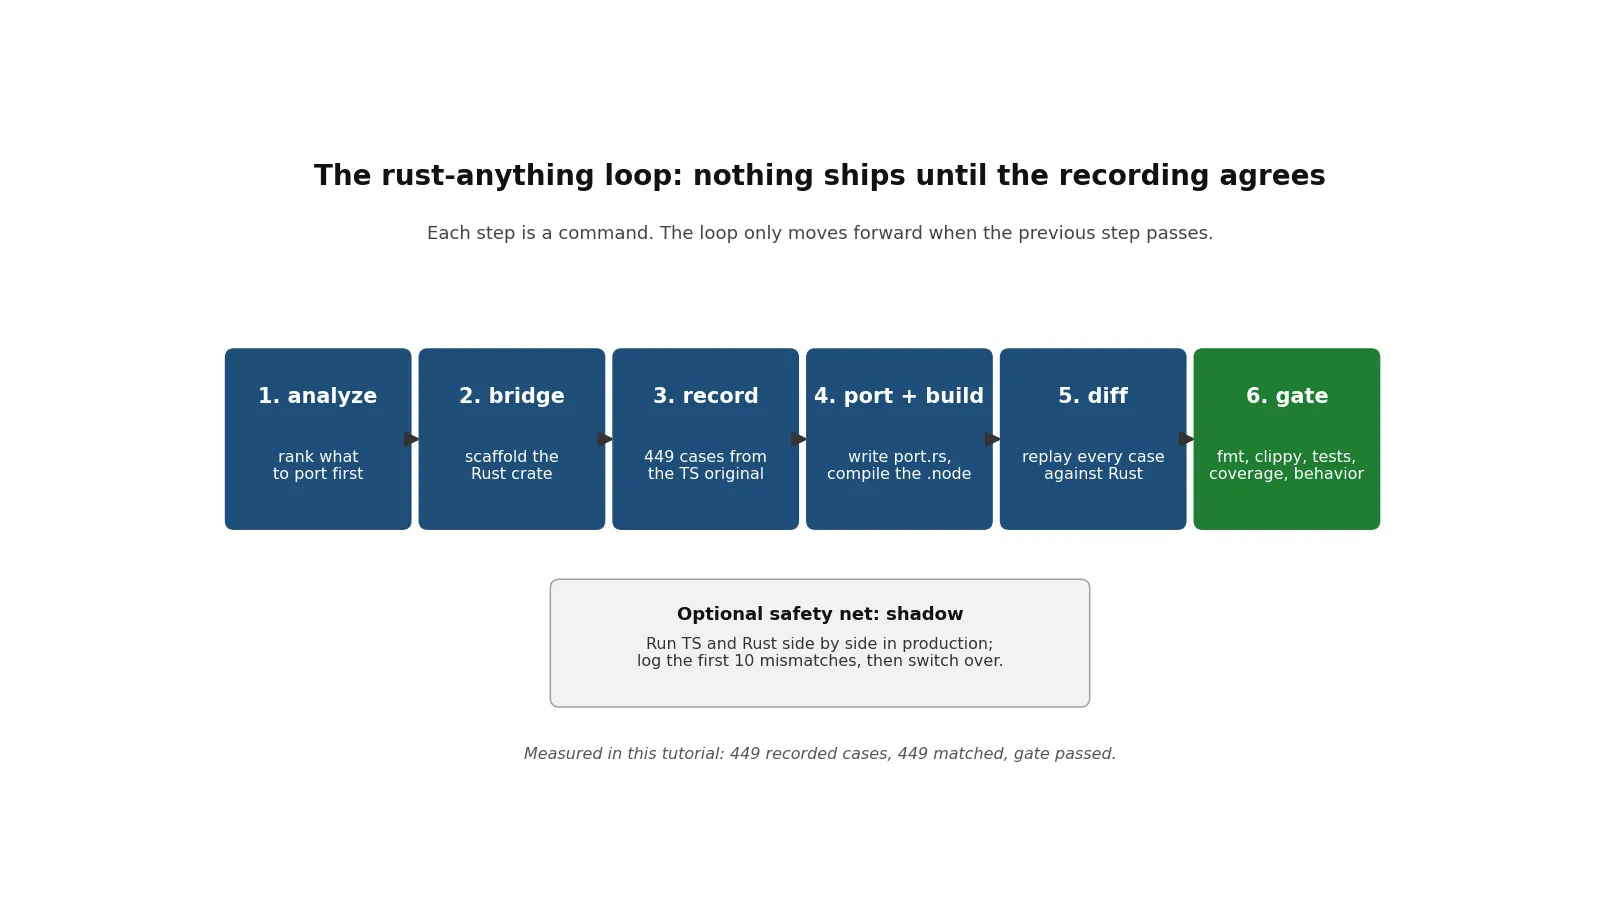 The rust-anything loop: nothing ships until the recording agrees
Each step is a command. The loop only moves forward when the previous step passes.
1. analyze
rank what
to port first
2. bridge
scaffold the
Rust crate
3. record
449 cases from
the TS original
4. port + build
write port.rs,
compile the .node
5. diff
replay every case
against Rust
6. gate
fmt, clippy, tests,
coverage, behavior
Optional safety net: shadow
Run TS and Rust side by side in production;
log the first 10 mismatches, then switch over.
Measured in this tutorial: 449 recorded cases, 449 matched, gate passed.